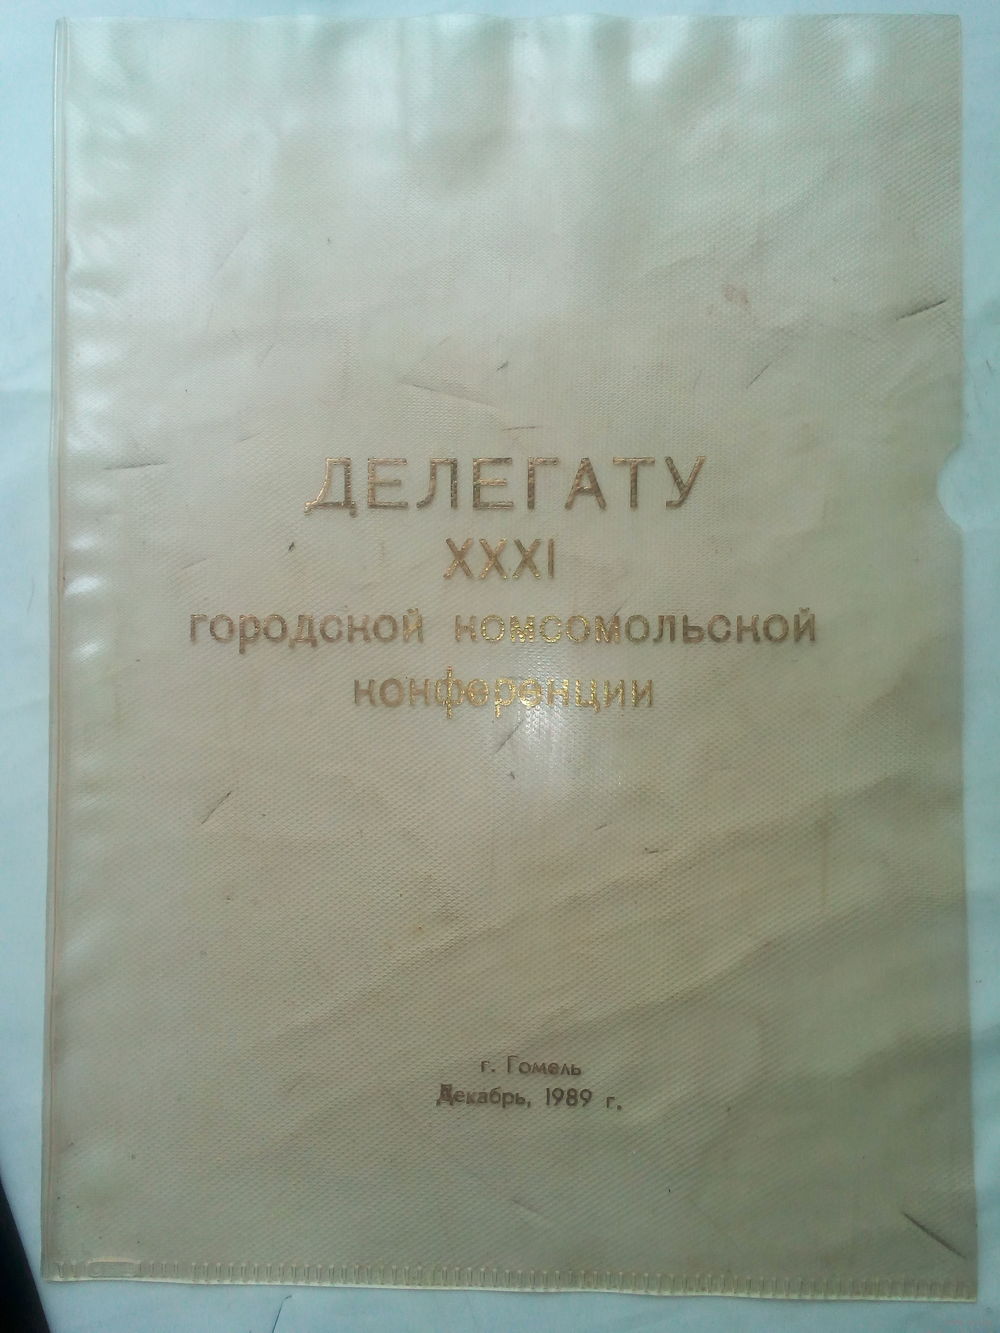 ДЕЛЕГАТУ
XXXI
городской комсомольской
конференции
г. Гомель
Декабрь, 1989 г.